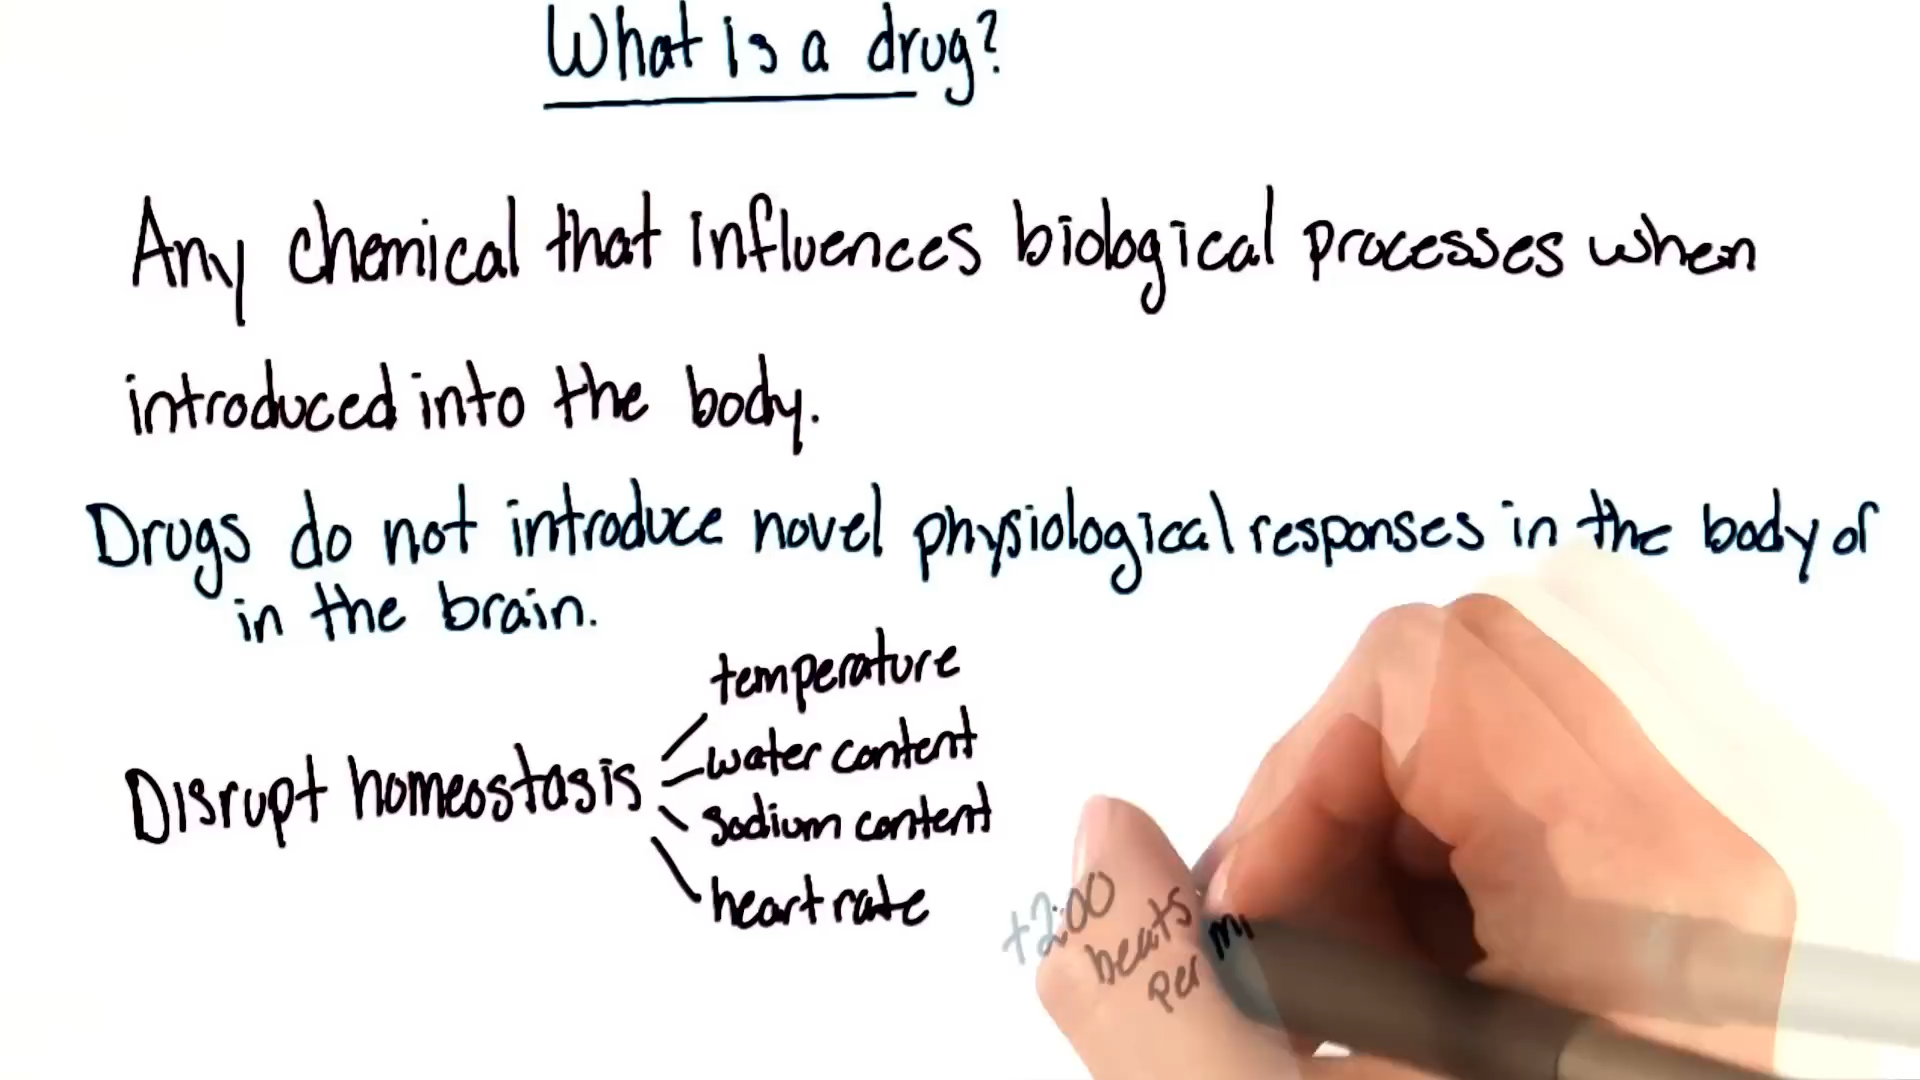 What is a drug?
Any chemical that influences biological processes when
introduced into the body.
Drugs do not introduce novel physiological responses in the body or
in the brain.
Disrupt homeostasis
temperature
water content
sodium content
heart rate
+200
beats
per mi